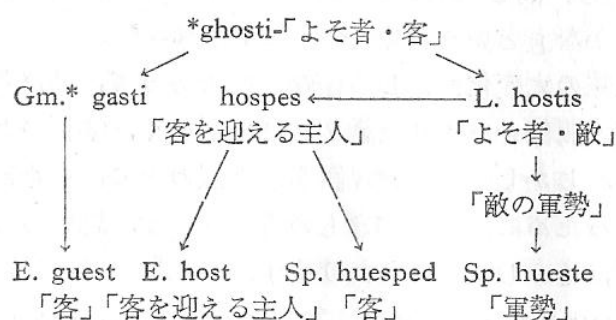 *ghosti-「よそ者・客」
Gm.* gasti hospes L. hostis
「客を迎える主人」 「よそ者・敵」
「敵の軍勢」
E. guest E. host Sp. huesped Sp. hueste
「客」「客を迎える主人」「客」 「軍勢」